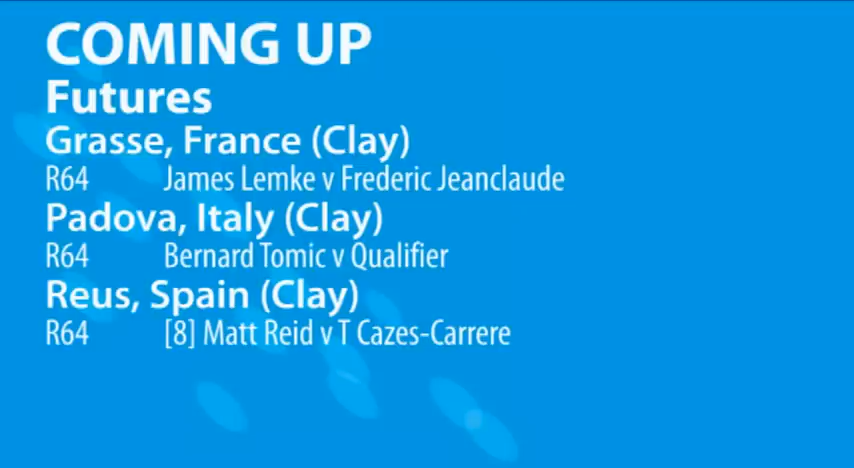 COMING UP
Futures
Grasse, France (Clay)
R64 James Lemke v Frederic Jeanclaude
Padova, Italy (Clay)
R64 Bernard Tomic v Qualifier
Reus, Spain (Clay)
R64 [8] Matt Reid v T Cazes-Carrere